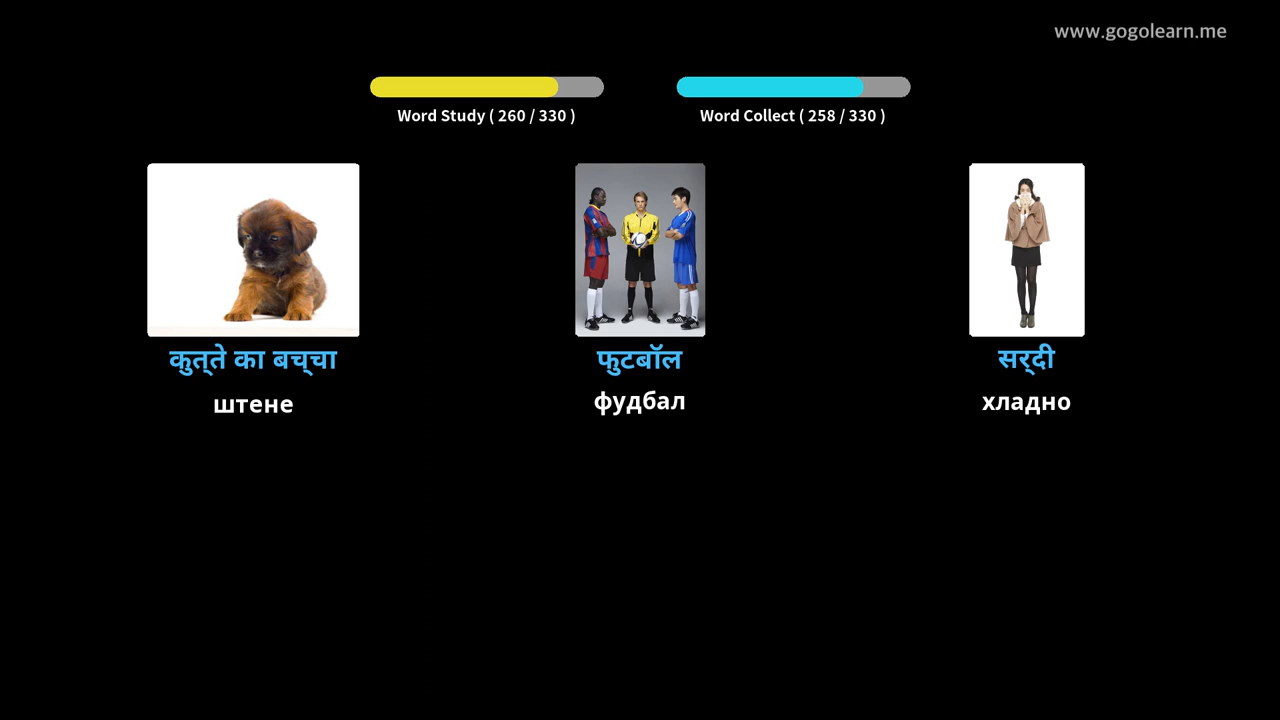 www.gogolearn.me
Word Study ( 260 / 330 )
Word Collect ( 258 / 330 )
कुत्ते का बच्चा
फुटबॉल
सर्दी
штене
фудбал
хладно